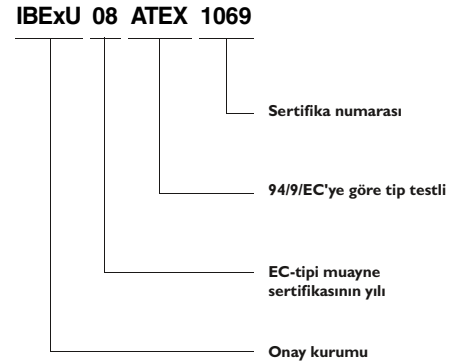 IBExU 08 ATEX 1069
Sertifika numarası
94/9/EC'ye göre tip testli
EC-tipi muayne
sertifikasının yılı
Onay kurumu